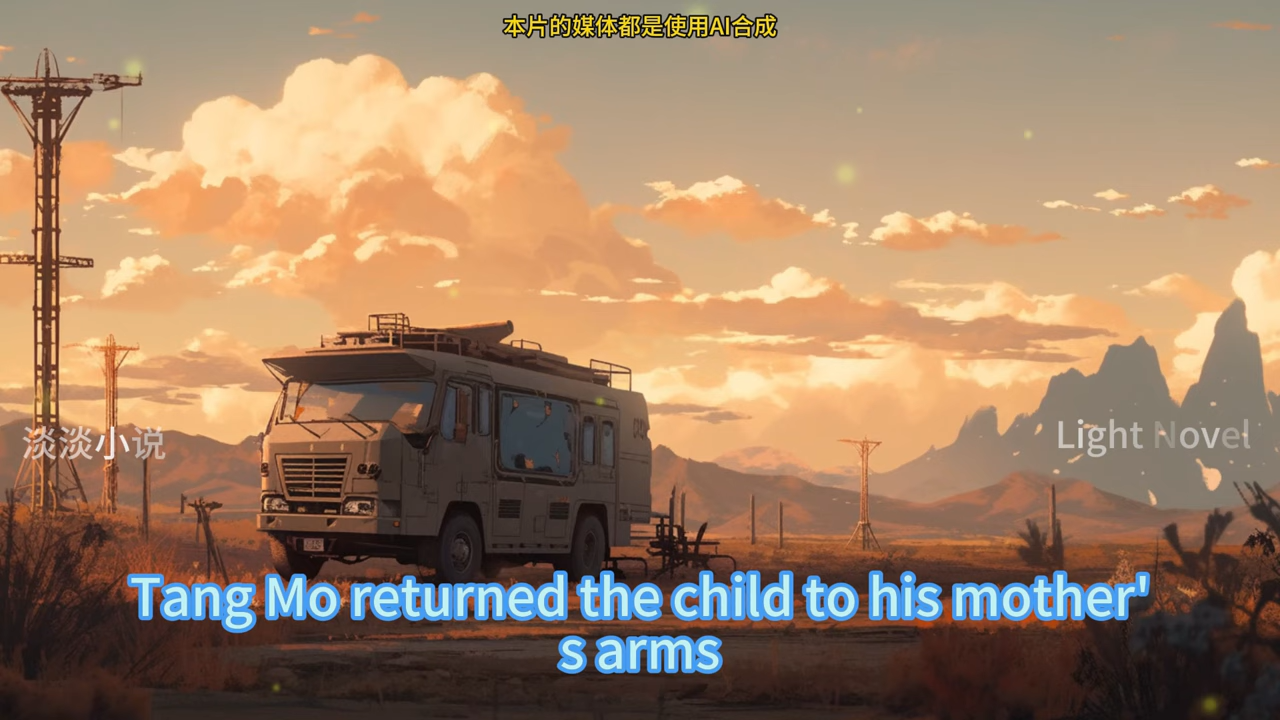 本片的媒体都是使用AI合成
淡淡小说
Light Novel
Tang Mo returned the child to his mother'
s arms